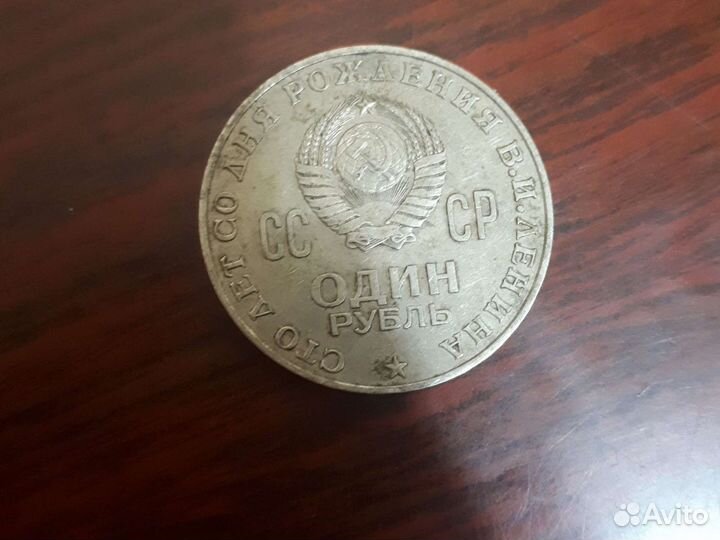 СТО ЛЕТ СО ДНЯ РОЖДЕНИЯ В.И.ЛЕНИНА
СС СР
ОДИН
РУБЛЬ
Avito